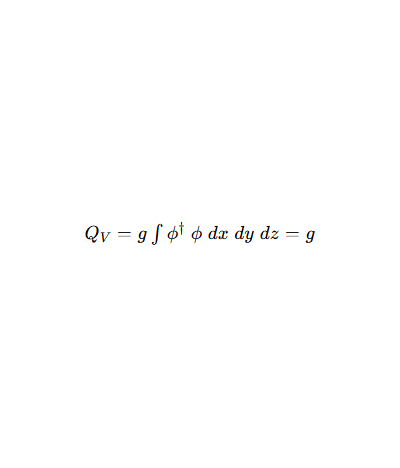 Q_V = g ∫ ϕ† ϕ dx dy dz = g